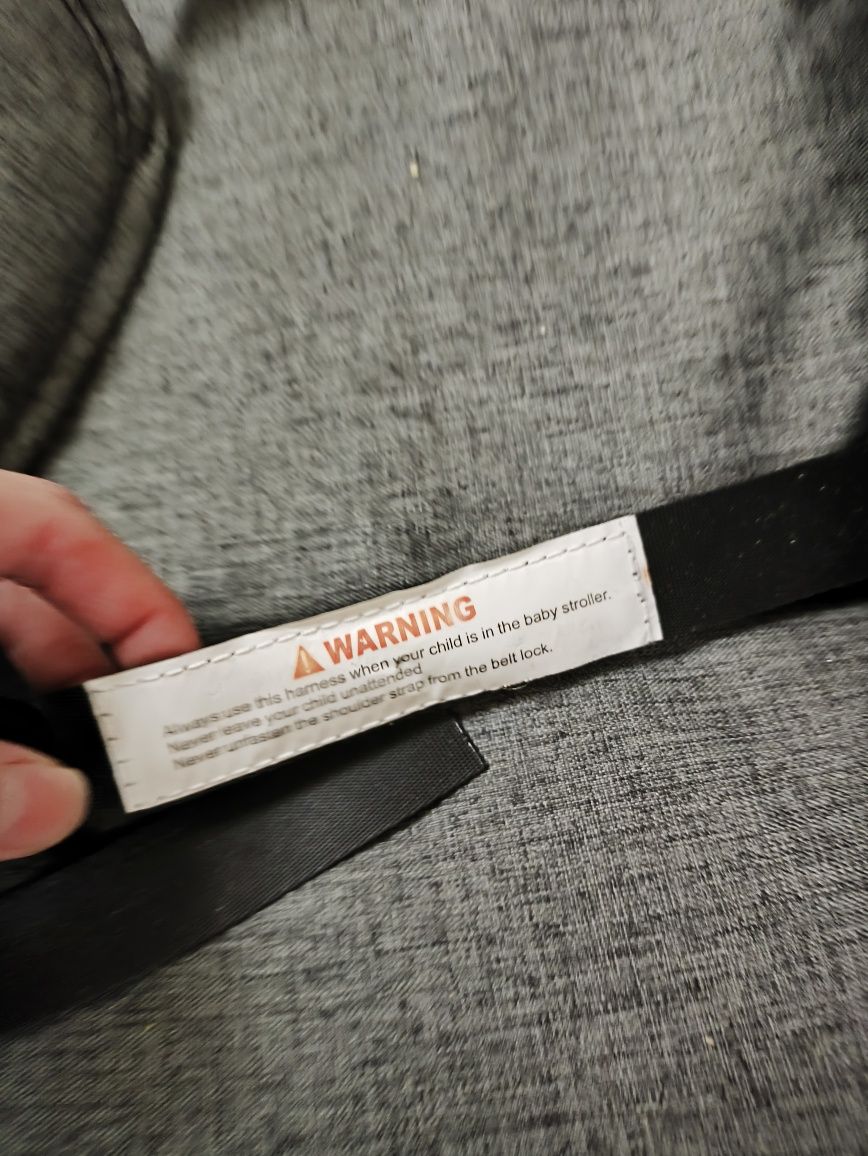 ⚠WARNING
Always use this harness when your child is in the baby stroller.
Never leave your child unattended
Never unfasten the shoulder strap from the belt lock.